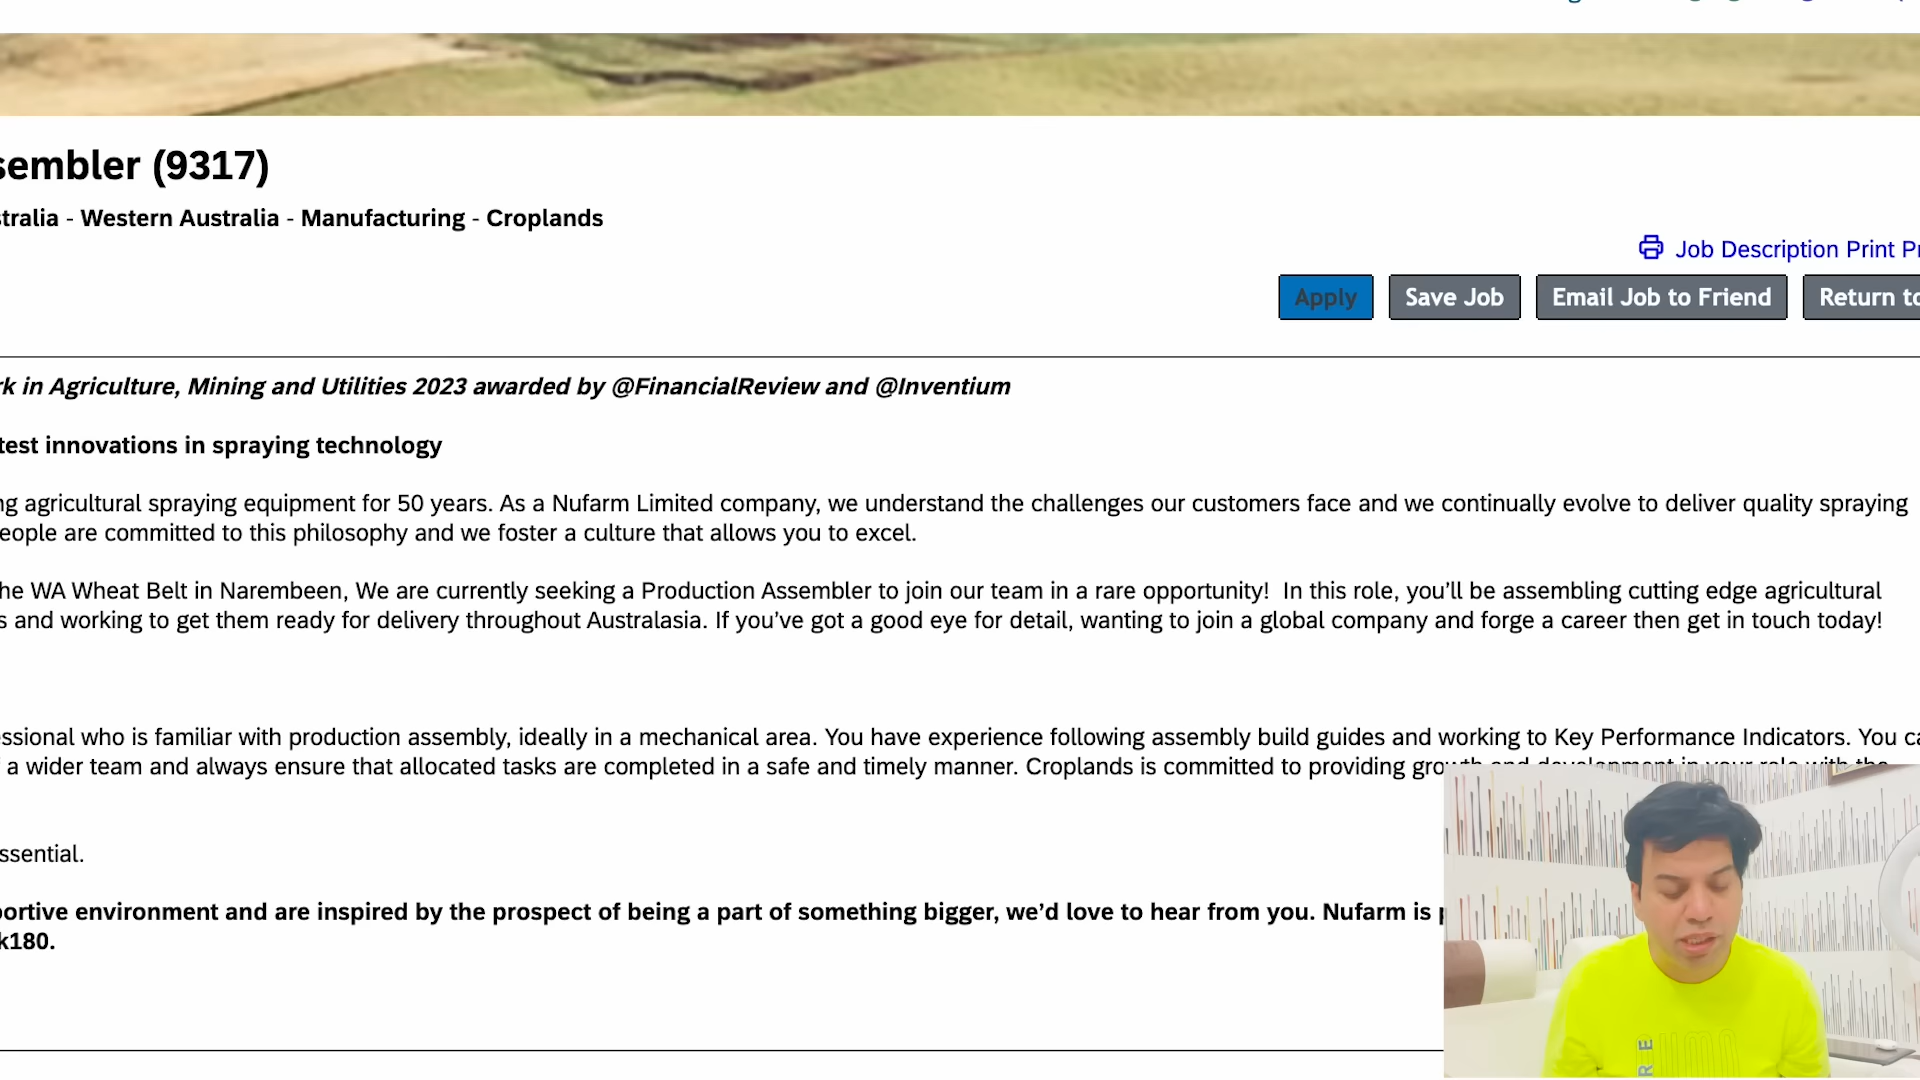 sembler (9317)
tralia - Western Australia - Manufacturing - Croplands
Job Description Print Pr
Apply Save Job Email Job to Friend Return to
rk in Agriculture, Mining and Utilities 2023 awarded by @FinancialReview and @Inventium
test innovations in spraying technology
ng agricultural spraying equipment for 50 years. As a Nufarm Limited company, we understand the challenges our customers face and we continually evolve to deliver quality spraying
eople are committed to this philosophy and we foster a culture that allows you to excel.
he WA Wheat Belt in Narembeen, We are currently seeking a Production Assembler to join our team in a rare opportunity! In this role, you’ll be assembling cutting edge agricultural
s and working to get them ready for delivery throughout Australasia. If you’ve got a good eye for detail, wanting to join a global company and forge a career then get in touch today!
ssional who is familiar with production assembly, ideally in a mechanical area. You have experience following assembly build guides and working to Key Performance Indicators. You ca
a wider team and always ensure that allocated tasks are completed in a safe and timely manner. Croplands is committed to providing growth and development in your role with the
ssential.
portive environment and are inspired by the prospect of being a part of something bigger, we’d love to hear from you. Nufarm is p
k180.